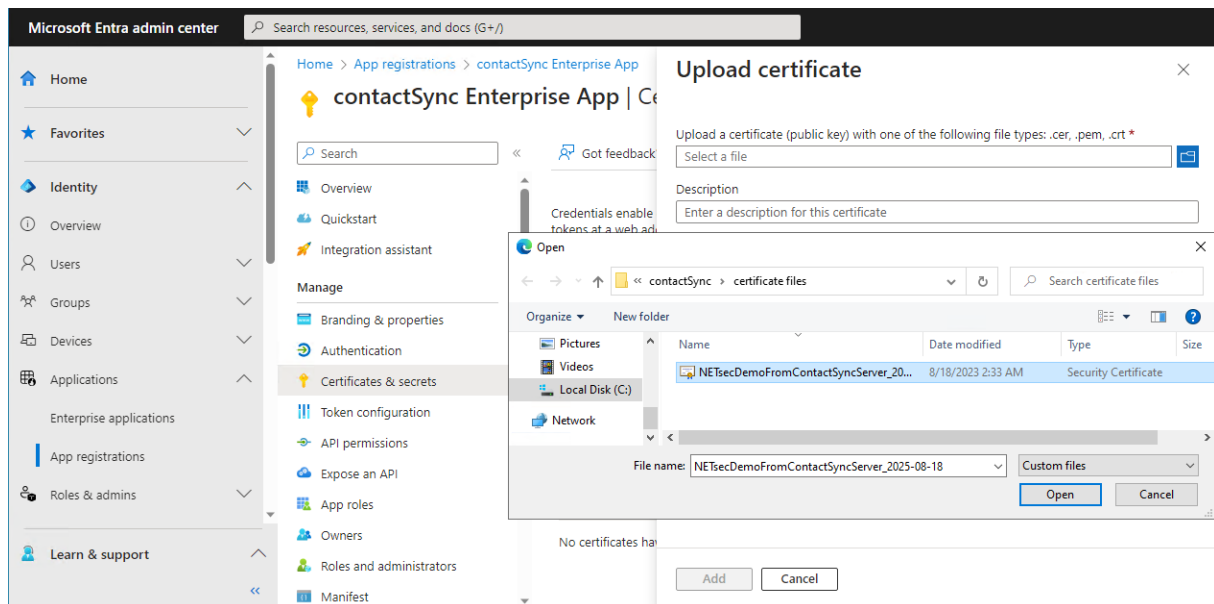 Microsoft Entra admin center
Search resources, services, and docs (G+/)
Home
Favorites
Identity
Overview
Users
Groups
Devices
Applications
Enterprise applications
App registrations
Roles & admins
Learn & support
«
Home > App registrations > contactSync Enterprise App
contactSync Enterprise App | Ce
Search
«
Got feedback
Overview
Quickstart
Integration assistant
Manage
Branding & properties
Authentication
Certificates & secrets
Token configuration
API permissions
Expose an API
App roles
Owners
Roles and administrators
Manifest
Credentials enable
tokens at a web add
No certificates hav
Upload certificate
Upload a certificate (public key) with one of the following file types: .cer, .pem, .crt *
Select a file
Description
Enter a description for this certificate
Open
« contactSync > certificate files
Search certificate files
Organize
New folder
Pictures
Videos
Local Disk (C:)
Network
Name Date modified Type Size
NETsecDemoFromContactSyncServer_20... 8/18/2023 2:33 AM Security Certificate
File name: NETsecDemoFromContactSyncServer_2025-08-18 Custom files
Open Cancel
Add Cancel